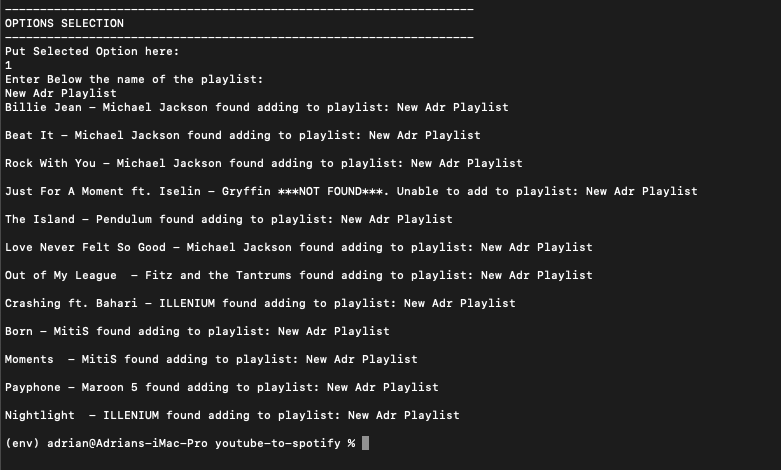 -------------------------------------------------------------------
OPTIONS SELECTION
-------------------------------------------------------------------
Put Selected Option here:
1
Enter Below the name of the playlist:
New Adr Playlist
Billie Jean - Michael Jackson found adding to playlist: New Adr Playlist
Beat It - Michael Jackson found adding to playlist: New Adr Playlist
Rock With You - Michael Jackson found adding to playlist: New Adr Playlist
Just For A Moment ft. Iselin - Gryffin ***NOT FOUND***. Unable to add to playlist: New Adr Playlist
The Island - Pendulum found adding to playlist: New Adr Playlist
Love Never Felt So Good - Michael Jackson found adding to playlist: New Adr Playlist
Out of My League  - Fitz and the Tantrums found adding to playlist: New Adr Playlist
Crashing ft. Bahari - ILLENIUM found adding to playlist: New Adr Playlist
Born - MitiS found adding to playlist: New Adr Playlist
Moments  - MitiS found adding to playlist: New Adr Playlist
Payphone - Maroon 5 found adding to playlist: New Adr Playlist
Nightlight  - ILLENIUM found adding to playlist: New Adr Playlist
(env) adrian@Adrians-iMac-Pro youtube-to-spotify %